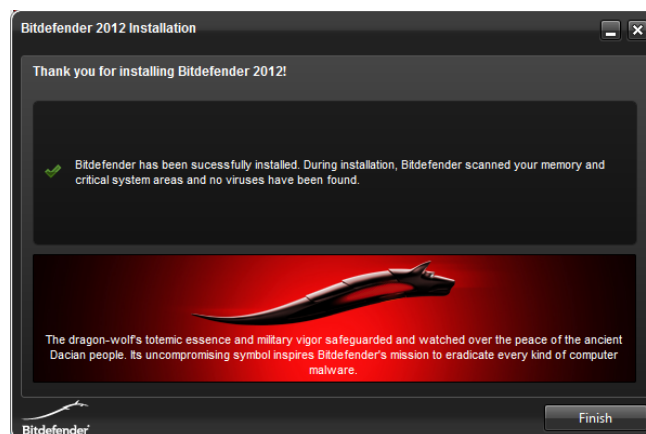 Bitdefender 2012 Installation
Thank you for installing Bitdefender 2012!
Bitdefender has been sucessfully installed. During installation, Bitdefender scanned your memory and
critical system areas and no viruses have been found.
The dragon-wolf's totemic essence and military vigor safeguarded and watched over the peace of the ancient
Dacian people. Its uncompromising symbol inspires Bitdefender's mission to eradicate every kind of computer
malware.
Bitdefender
Finish